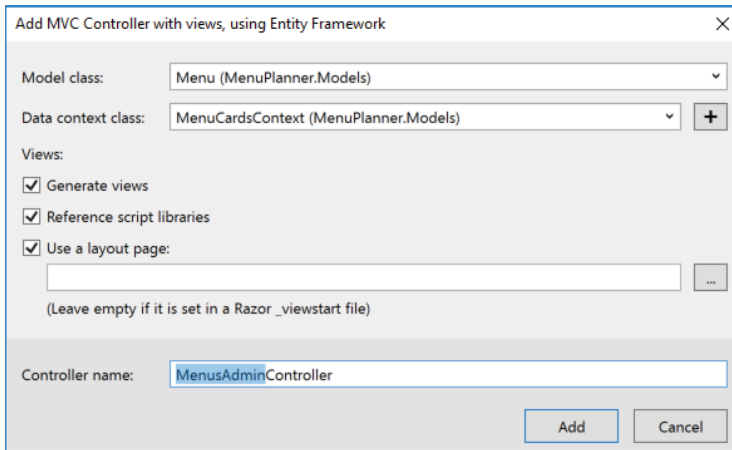 Add MVC Controller with views, using Entity Framework
Model class: Menu (MenuPlanner.Models)
Data context class: MenuCardsContext (MenuPlanner.Models) +
Views:
Generate views
Reference script libraries
Use a layout page:
...
(Leave empty if it is set in a Razor _viewstart file)
Controller name: MenusAdminController
Add Cancel